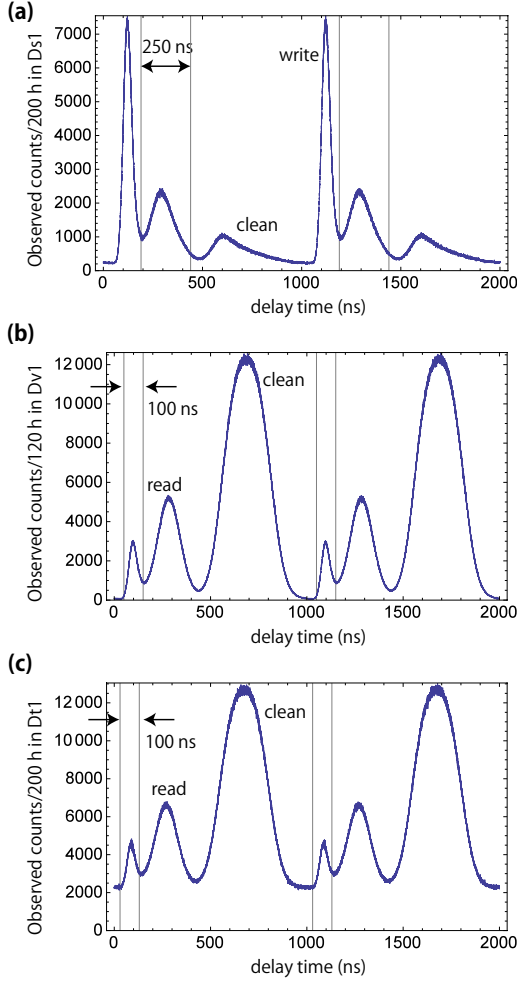 (a)
7000
6000
5000
4000
3000
2000
1000
0
Observed counts/200 h in Ds1
250 ns
write
clean
0 500 1000 1500 2000
delay time (ns)
(b)
12 000
10 000
8000
6000
4000
2000
0
Observed counts/120 h in Dv1
100 ns
clean
read
0 500 1000 1500 2000
delay time (ns)
(c)
12 000
10 000
8000
6000
4000
2000
0
Observed counts/200 h in Dt1
100 ns
clean
read
0 500 1000 1500 2000
delay time (ns)